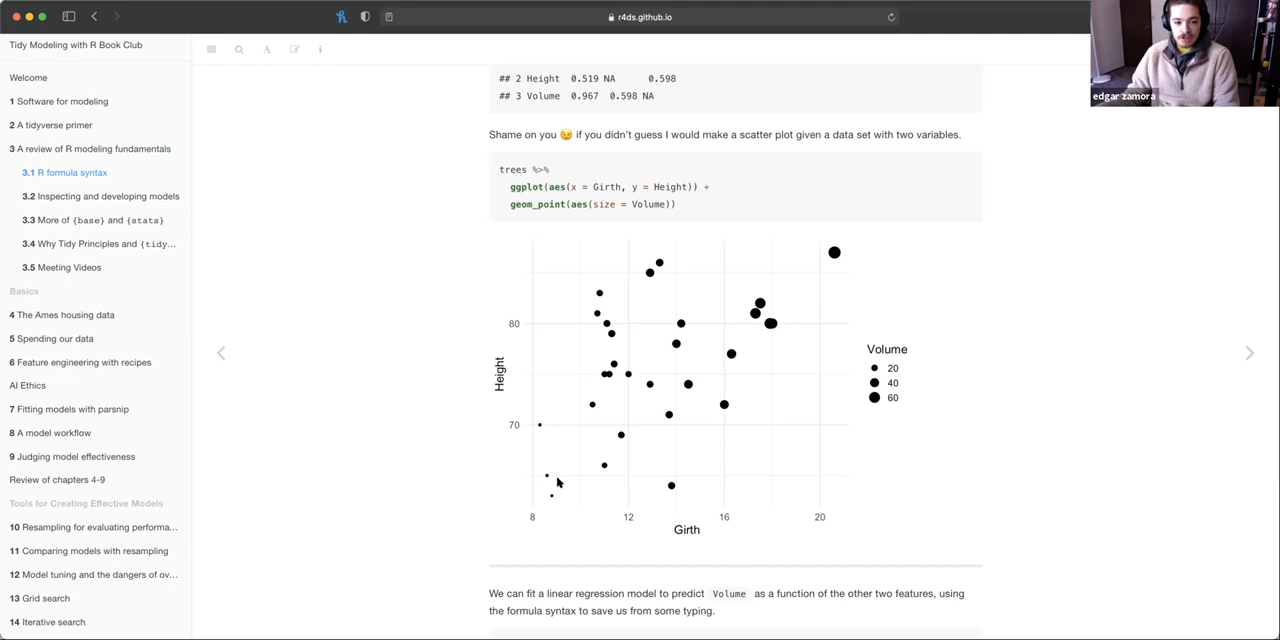 r4ds.github.io
edgar zamora
Tidy Modeling with R Book Club
Welcome
1 Software for modeling
2 A tidyverse primer
3 A review of R modeling fundamentals
3.1 R formula syntax
3.2 Inspecting and developing models
3.3 More of {base} and {stats}
3.4 Why Tidy Principles and {tidy...
3.5 Meeting Videos
Basics
4 The Ames housing data
5 Spending our data
6 Feature engineering with recipes
AI Ethics
7 Fitting models with parsnip
8 A model workflow
9 Judging model effectiveness
Review of chapters 4-9
Tools for Creating Effective Models
10 Resampling for evaluating performa...
11 Comparing models with resampling
12 Model tuning and the dangers of ov...
13 Grid search
14 Iterative search
## 2 Height 0.519 NA 0.598
## 3 Volume 0.967 0.598 NA
Shame on you 😉 if you didn't guess I would make a scatter plot given a data set with two variables.
trees %>%
ggplot(aes(x = Girth, y = Height)) +
geom_point(aes(size = Volume))
80
70
Height
8 12 16 20
Girth
Volume
20
40
60
We can fit a linear regression model to predict Volume as a function of the other two features, using
the formula syntax to save us from some typing.